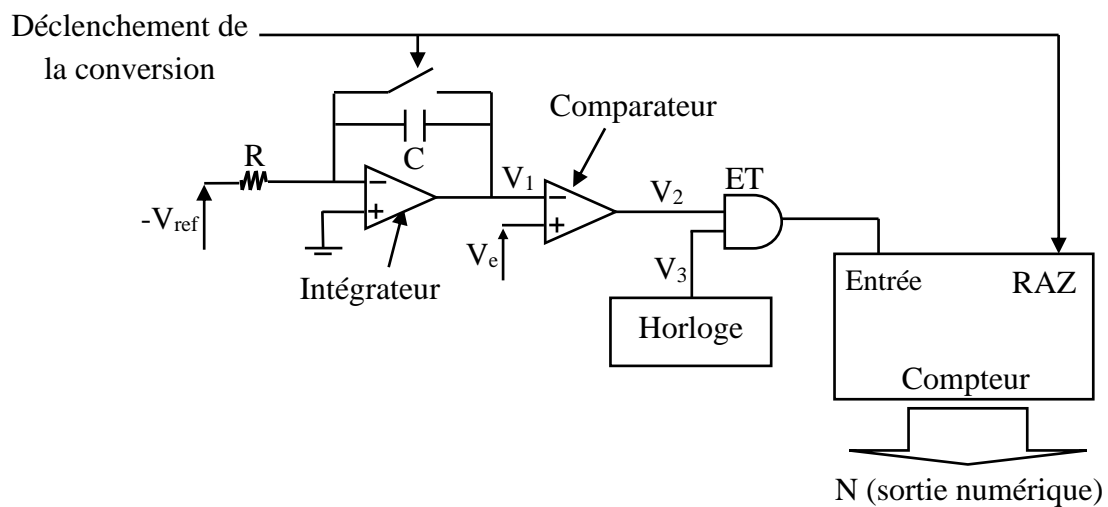 Déclenchement de
la conversion
Comparateur
R
C
V₁
V₂
ET
-Vref
Vₑ
V₃
Intégrateur
Horloge
Entrée
RAZ
Compteur
N (sortie numérique)